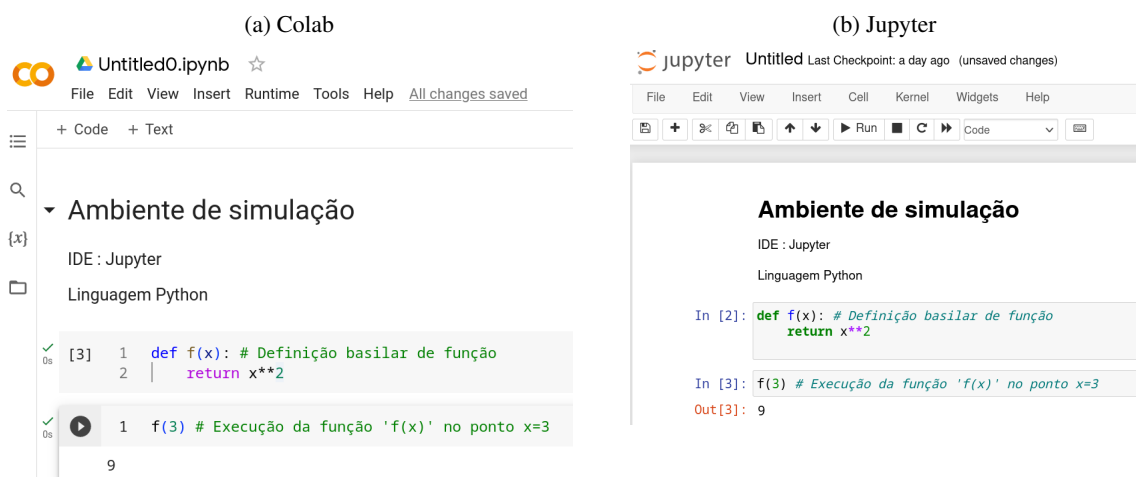 (a) Colab
Untitled0.ipynb
File Edit View Insert Runtime Tools Help All changes saved
+ Code + Text
Ambiente de simulação
{x}
IDE : Jupyter
Linguagem Python
0s
[3] 1 def f(x): # Definição basilar de função
2 return x**2
0s
1 f(3) # Execução da função 'f(x)' no ponto x=3
9
(b) Jupyter
jupyter Untitled Last Checkpoint: a day ago (unsaved changes)
File Edit View Insert Cell Kernel Widgets Help
Run Code
Ambiente de simulação
IDE : Jupyter
Linguagem Python
In [2]: def f(x): # Definição basilar de função
return x**2
In [3]: f(3) # Execução da função 'f(x)' no ponto x=3
Out[3]: 9